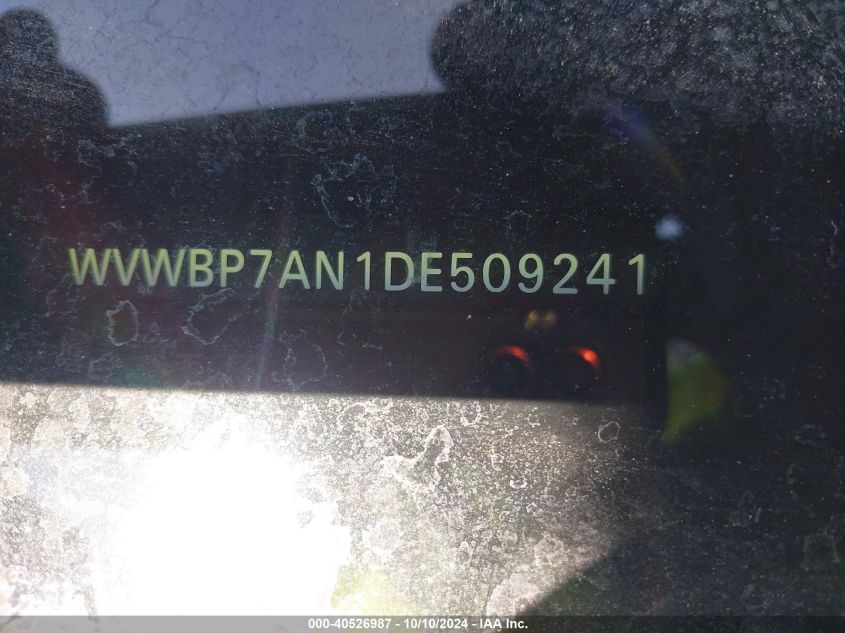 WVWBP7AN1DE509241
000-40526987 - 10/10/2024 - IAA Inc.